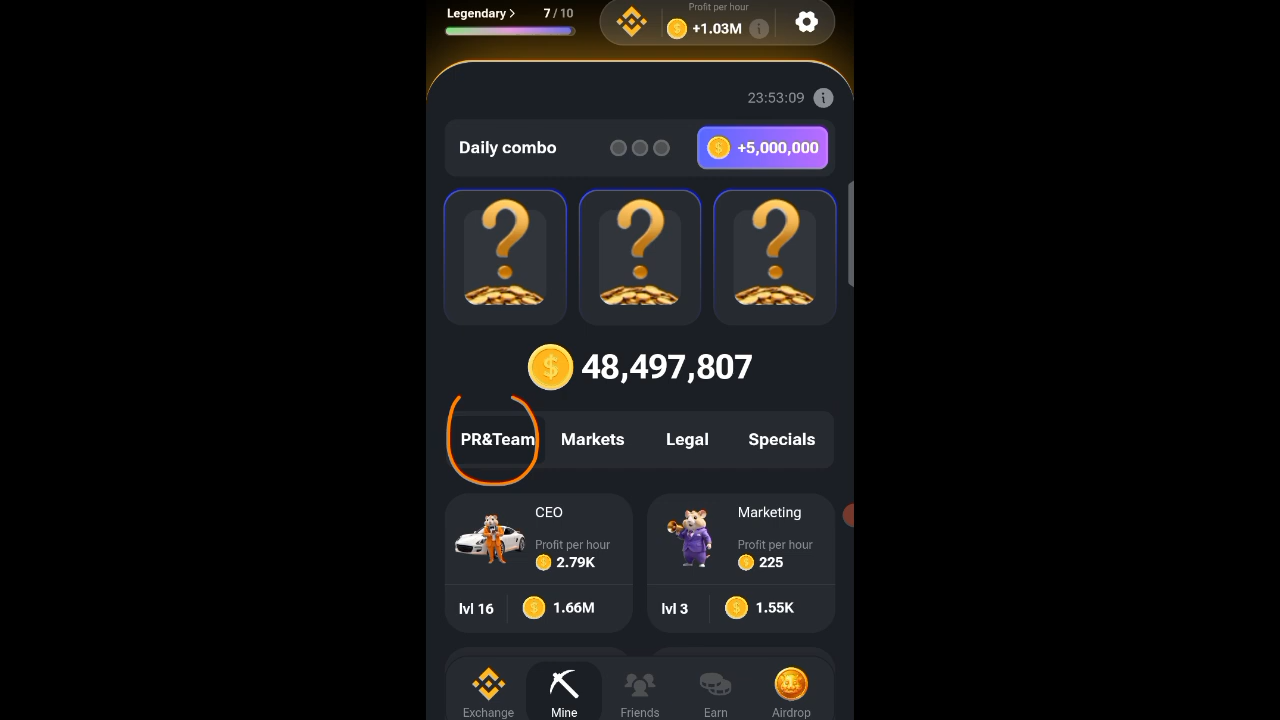 Legendary >
7 / 10
Profit per hour
+1.03M
23:53:09
Daily combo
+5,000,000
48,497,807
PR&Team
Markets
Legal
Specials
CEO
Profit per hour
2.79K
lvl 16
1.66M
Marketing
Profit per hour
225
lvl 3
1.55K
Exchange
Mine
Friends
Earn
Airdrop